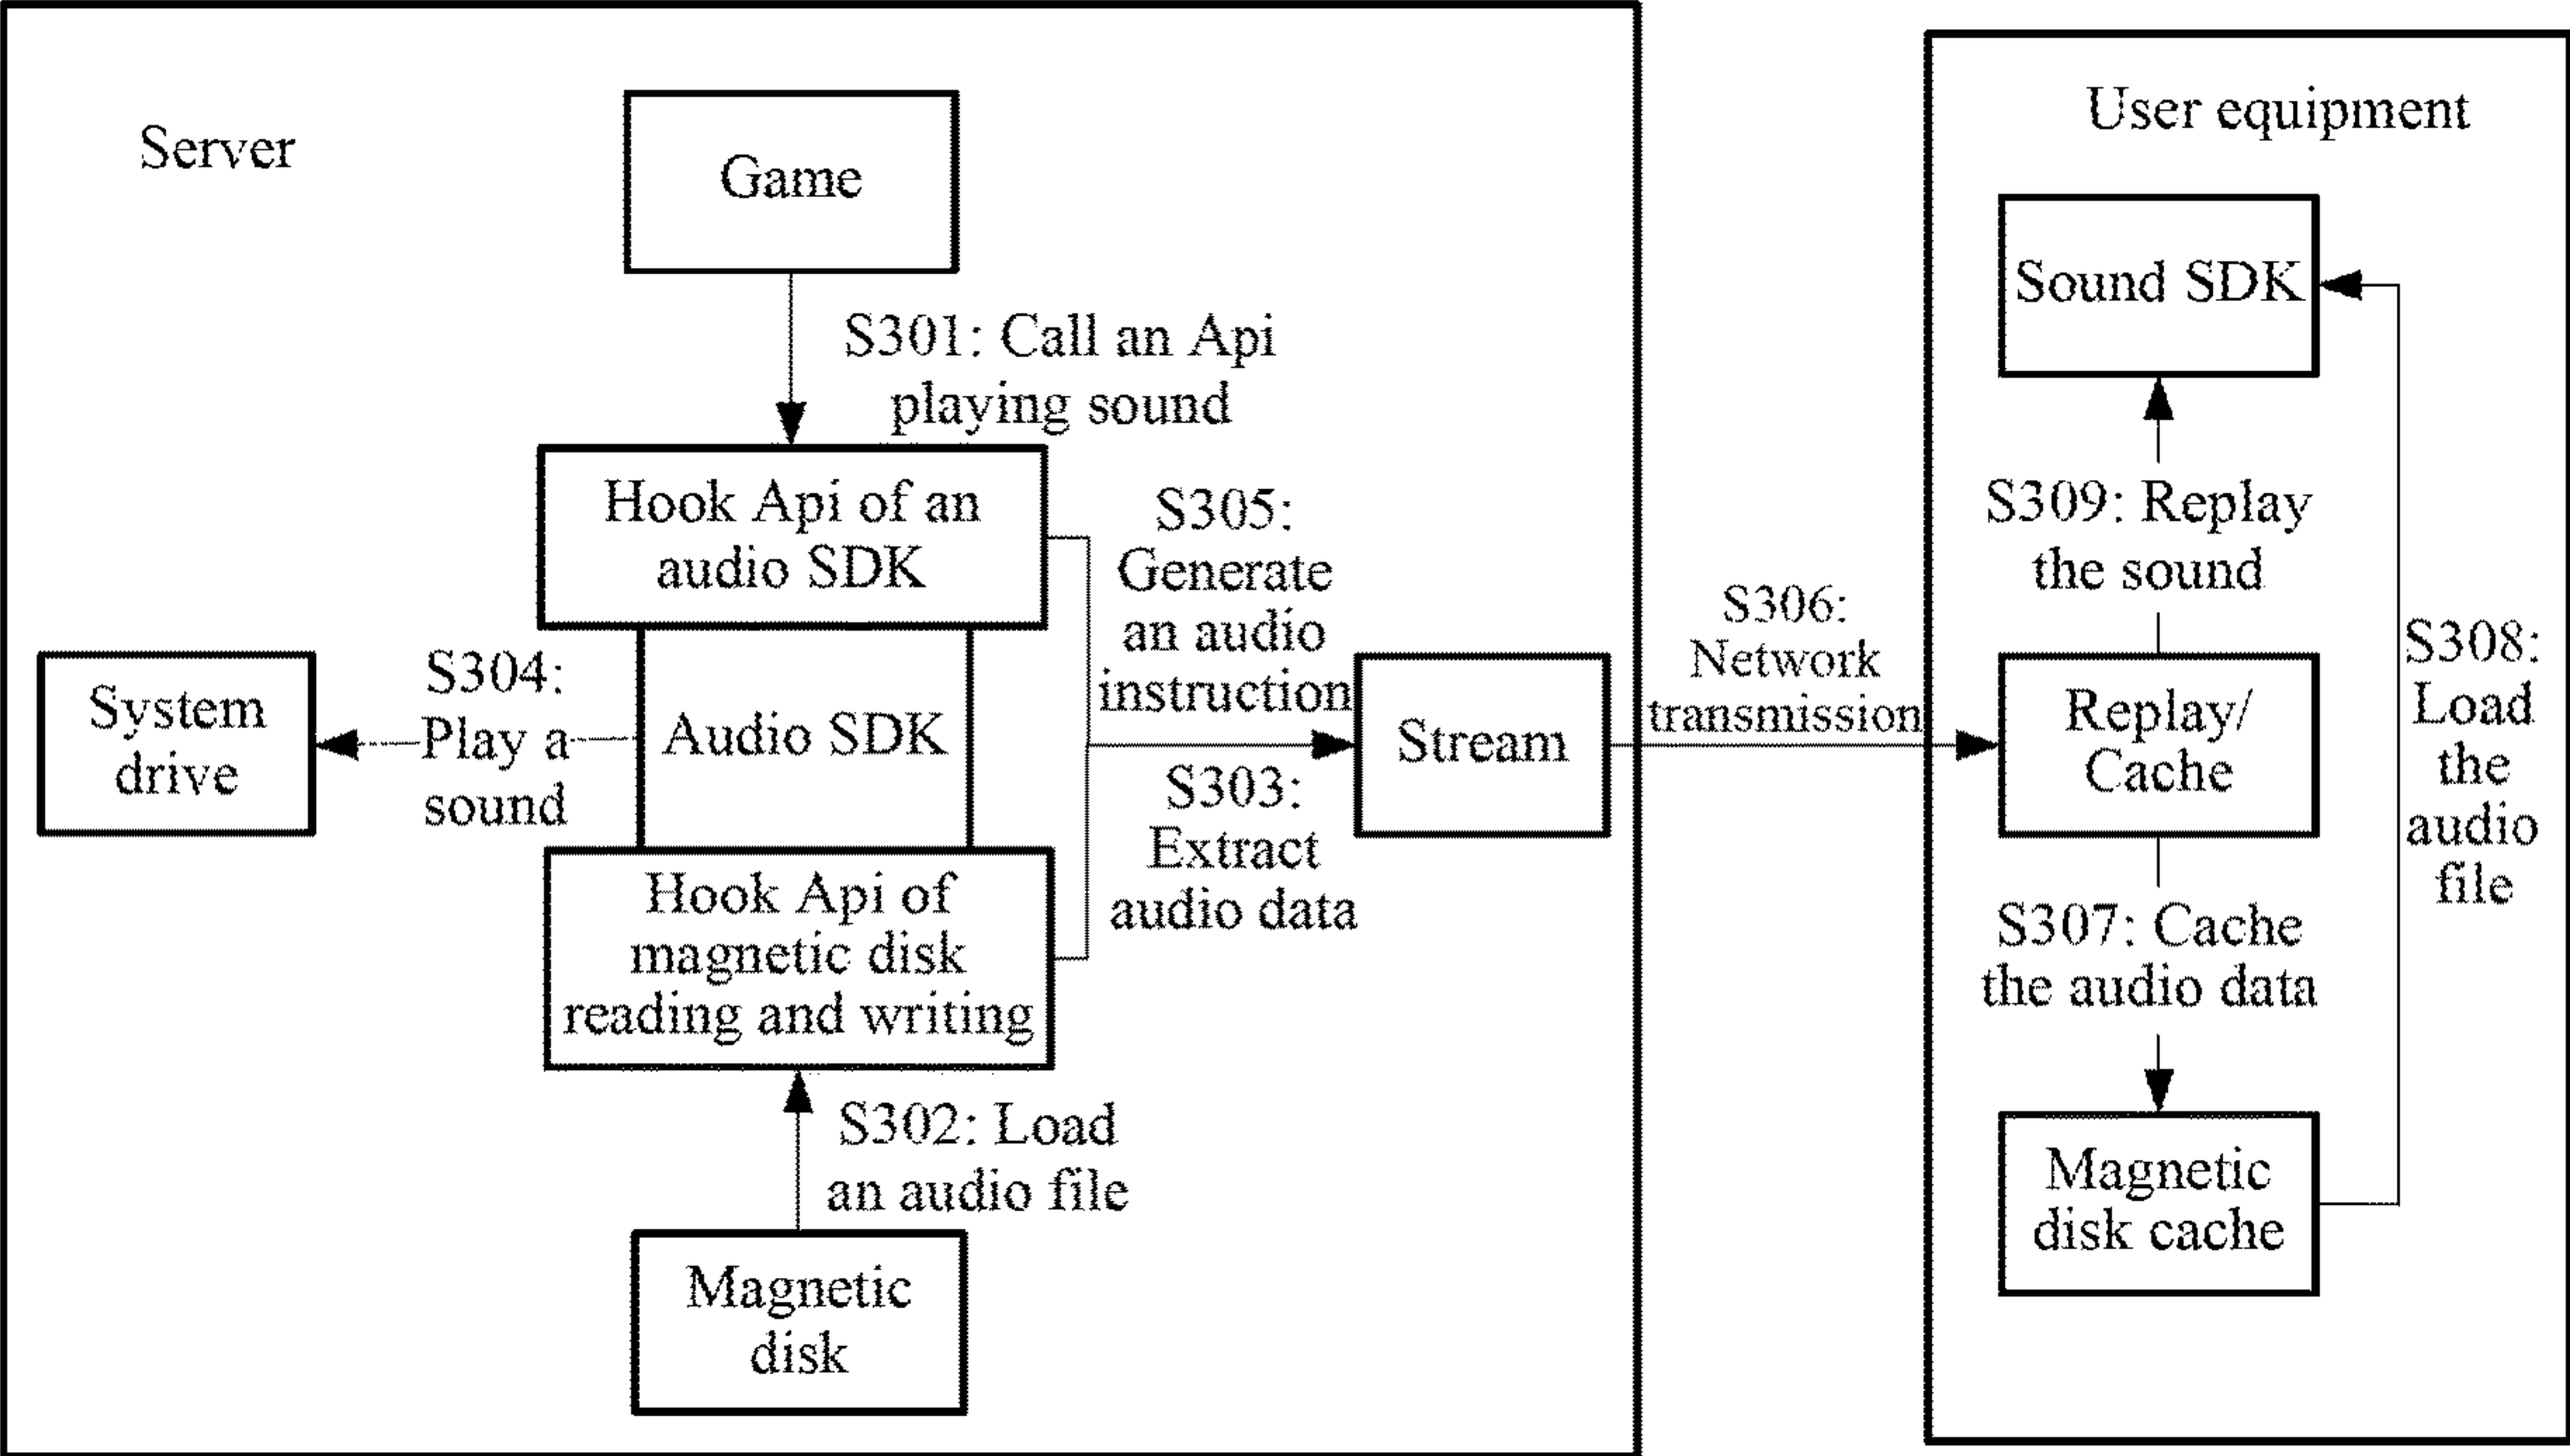 Server
Game
S301: Call an Api
playing sound
Hook Api of an
audio SDK
S305:
Generate
an audio
instruction
System
drive
S304:
Play a
sound
Audio SDK
S303:
Extract
audio data
Stream
Hook Api of
magnetic disk
reading and writing
S302: Load
an audio file
Magnetic
disk
S306:
Network
transmission
User equipment
Sound SDK
S309: Replay
the sound
Replay/
Cache
S308:
Load
the
audio
file
S307: Cache
the audio data
Magnetic
disk cache